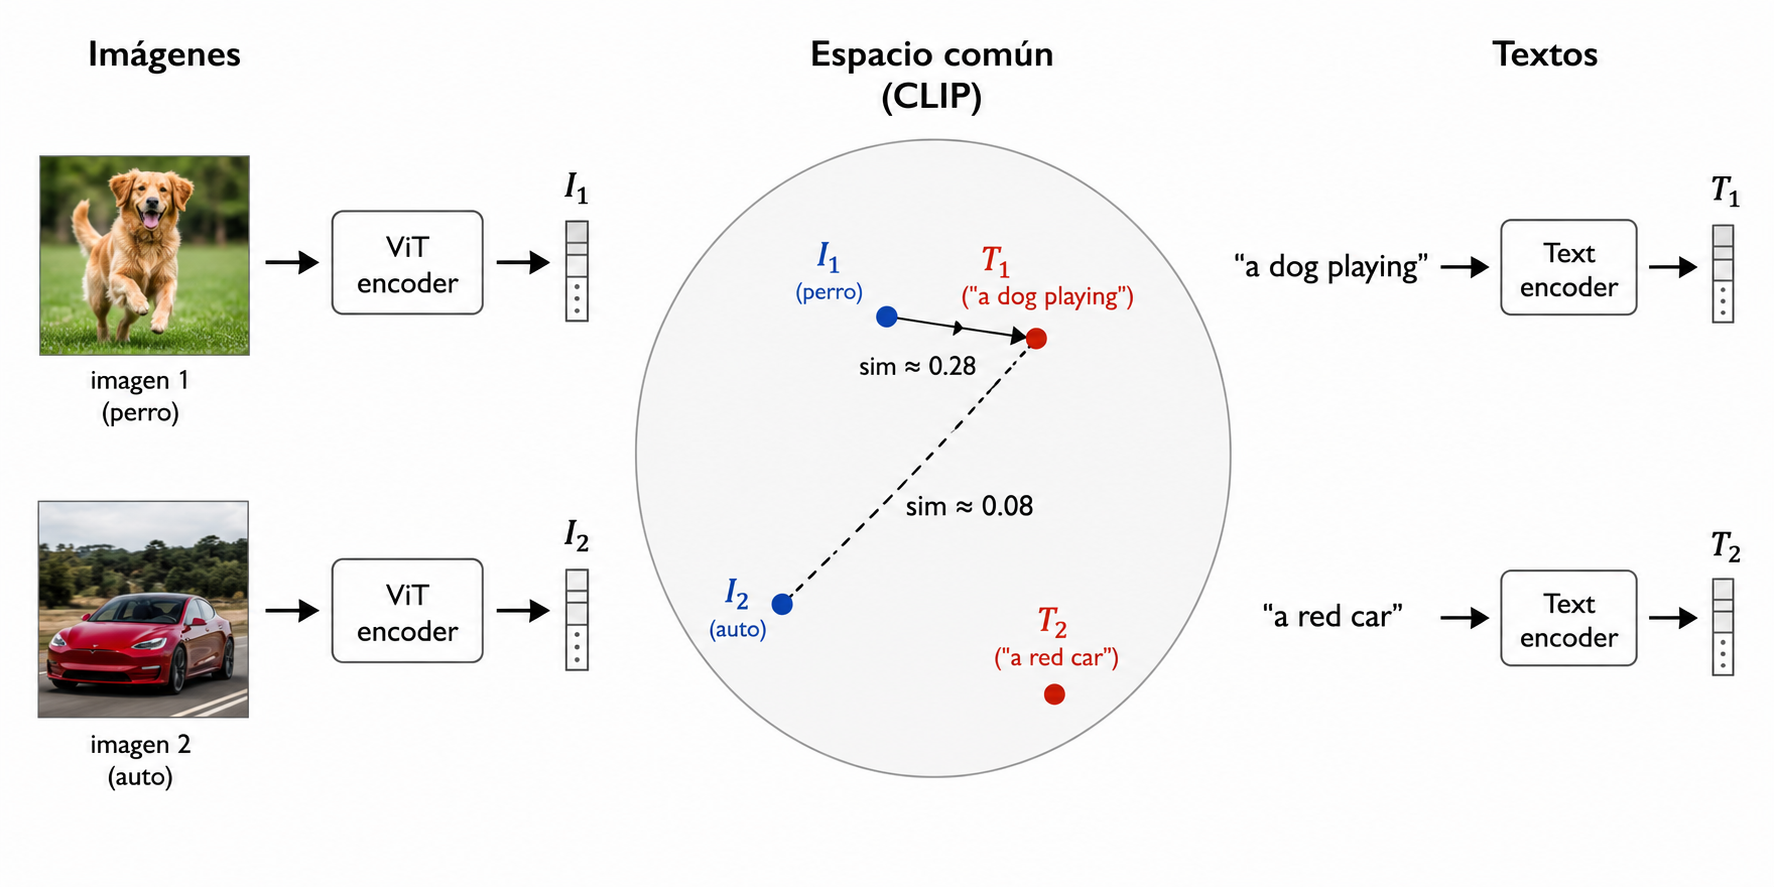 Imágenes
Espacio común
(CLIP)
Textos
I₁
ViT
encoder
imagen 1
(perro)
I₁
(perro)
T₁
("a dog playing")
sim ≈ 0.28
sim ≈ 0.08
I₂
(auto)
T₂
("a red car")
“a dog playing”
Text
encoder
T₁
I₂
ViT
encoder
imagen 2
(auto)
“a red car”
Text
encoder
T₂